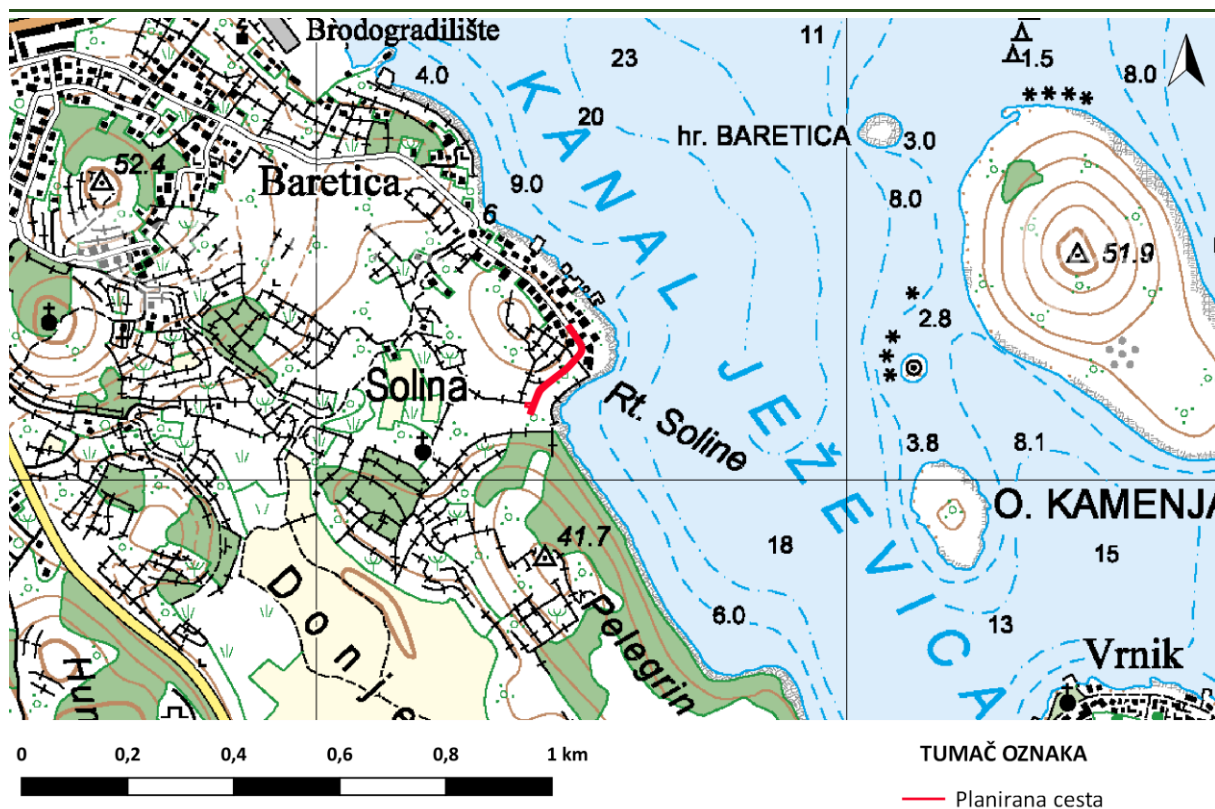 Brodogradilište
11
1.5
23
4.0
8.0
KANAL JEŽEVICA
20
hr. BARETICA
3.0
52.4
Baretica
9.0
8.0
6
51.9
2.8
Solina
Rt. Soline
3.8
8.1
O. KAMENJA
41.7
18
15
Donje
Pelegrin
6.0
13
Vrnik
Hum
0
0,2
0,4
0,6
0,8
1 km
TUMAČ OZNAKA
Planirana cesta